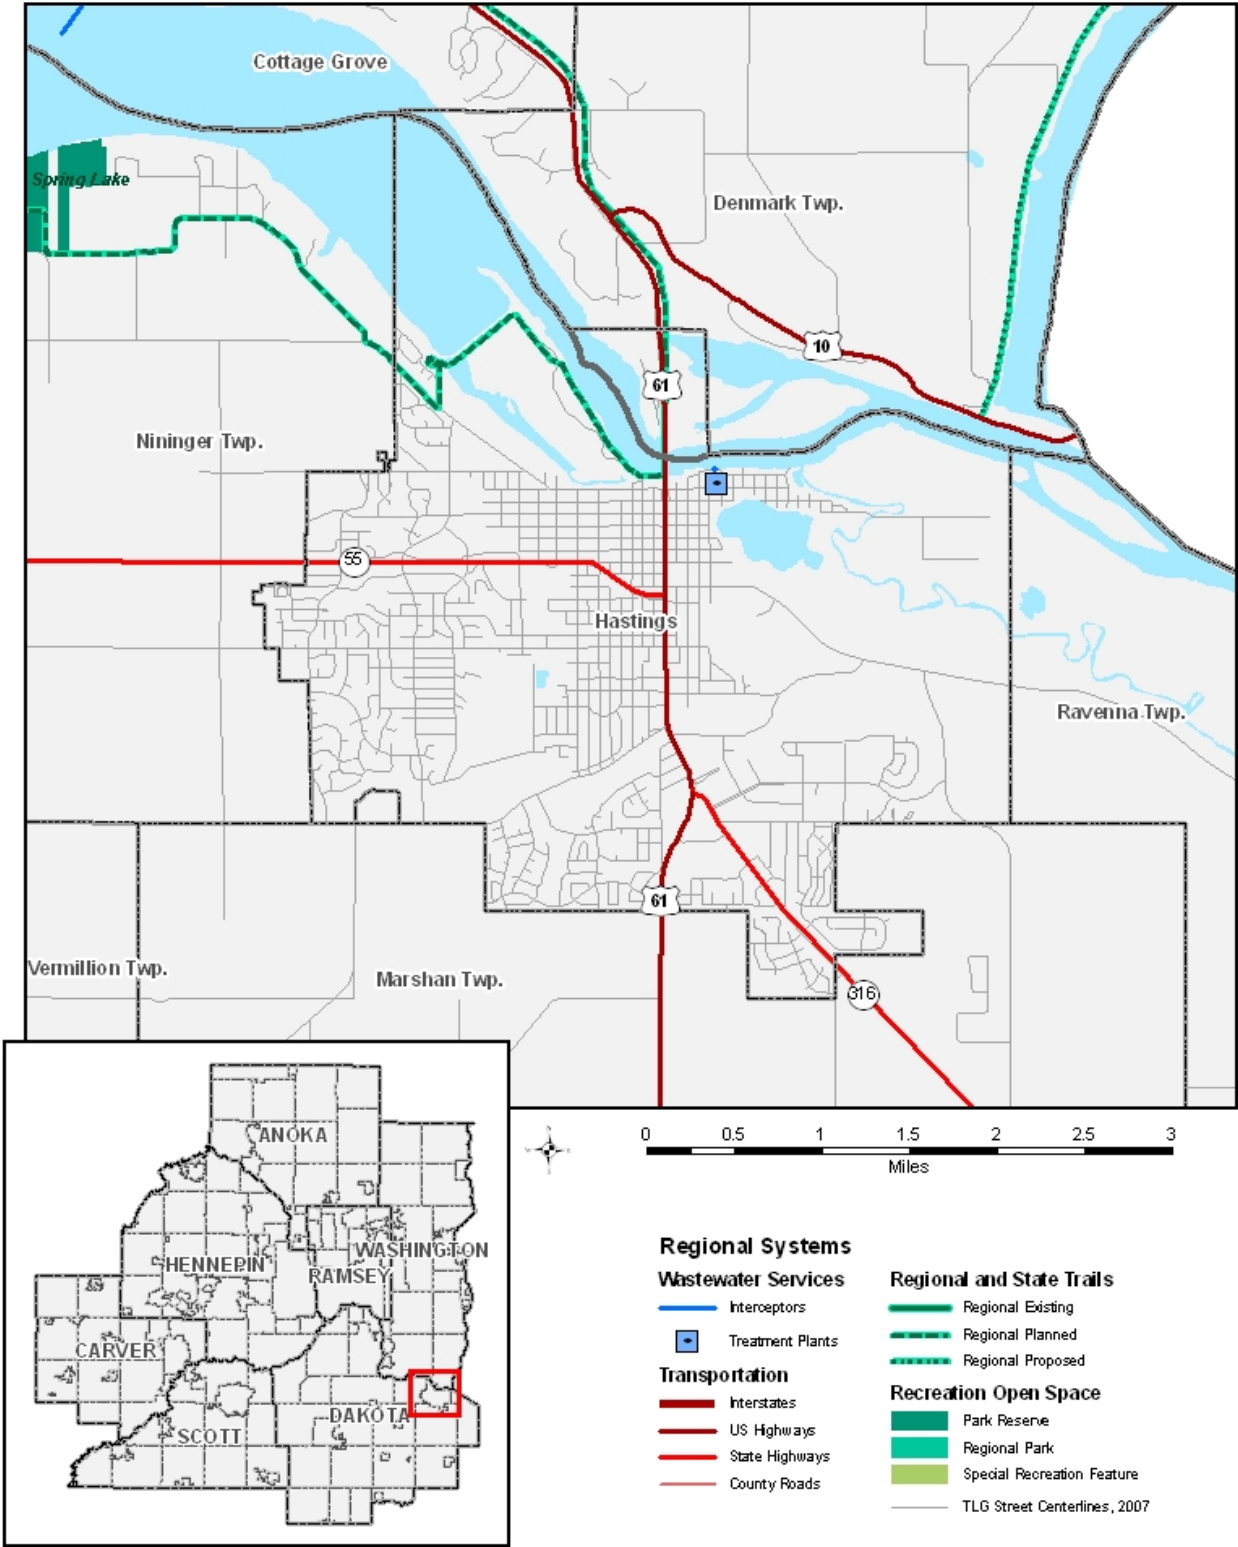 Cottage Grove
Spring Lake
Denmark Twp.
10
61
Nininger Twp.
55
Hastings
Ravenna Twp.
61
Vermillion Twp.
Marshan Twp.
316
ANOKA
HENNEPIN
WASHINGTON
RAMSEY
CARVER
DAKOTA
SCOTT
0 0.5 1 1.5 2 2.5 3
Miles
Regional Systems
Wastewater Services
Interceptors
Treatment Plants
Transportation
Interstates
US Highways
State Highways
County Roads
Regional and State Trails
Regional Existing
Regional Planned
Regional Proposed
Recreation Open Space
Park Reserve
Regional Park
Special Recreation Feature
TLG Street Centerlines, 2007